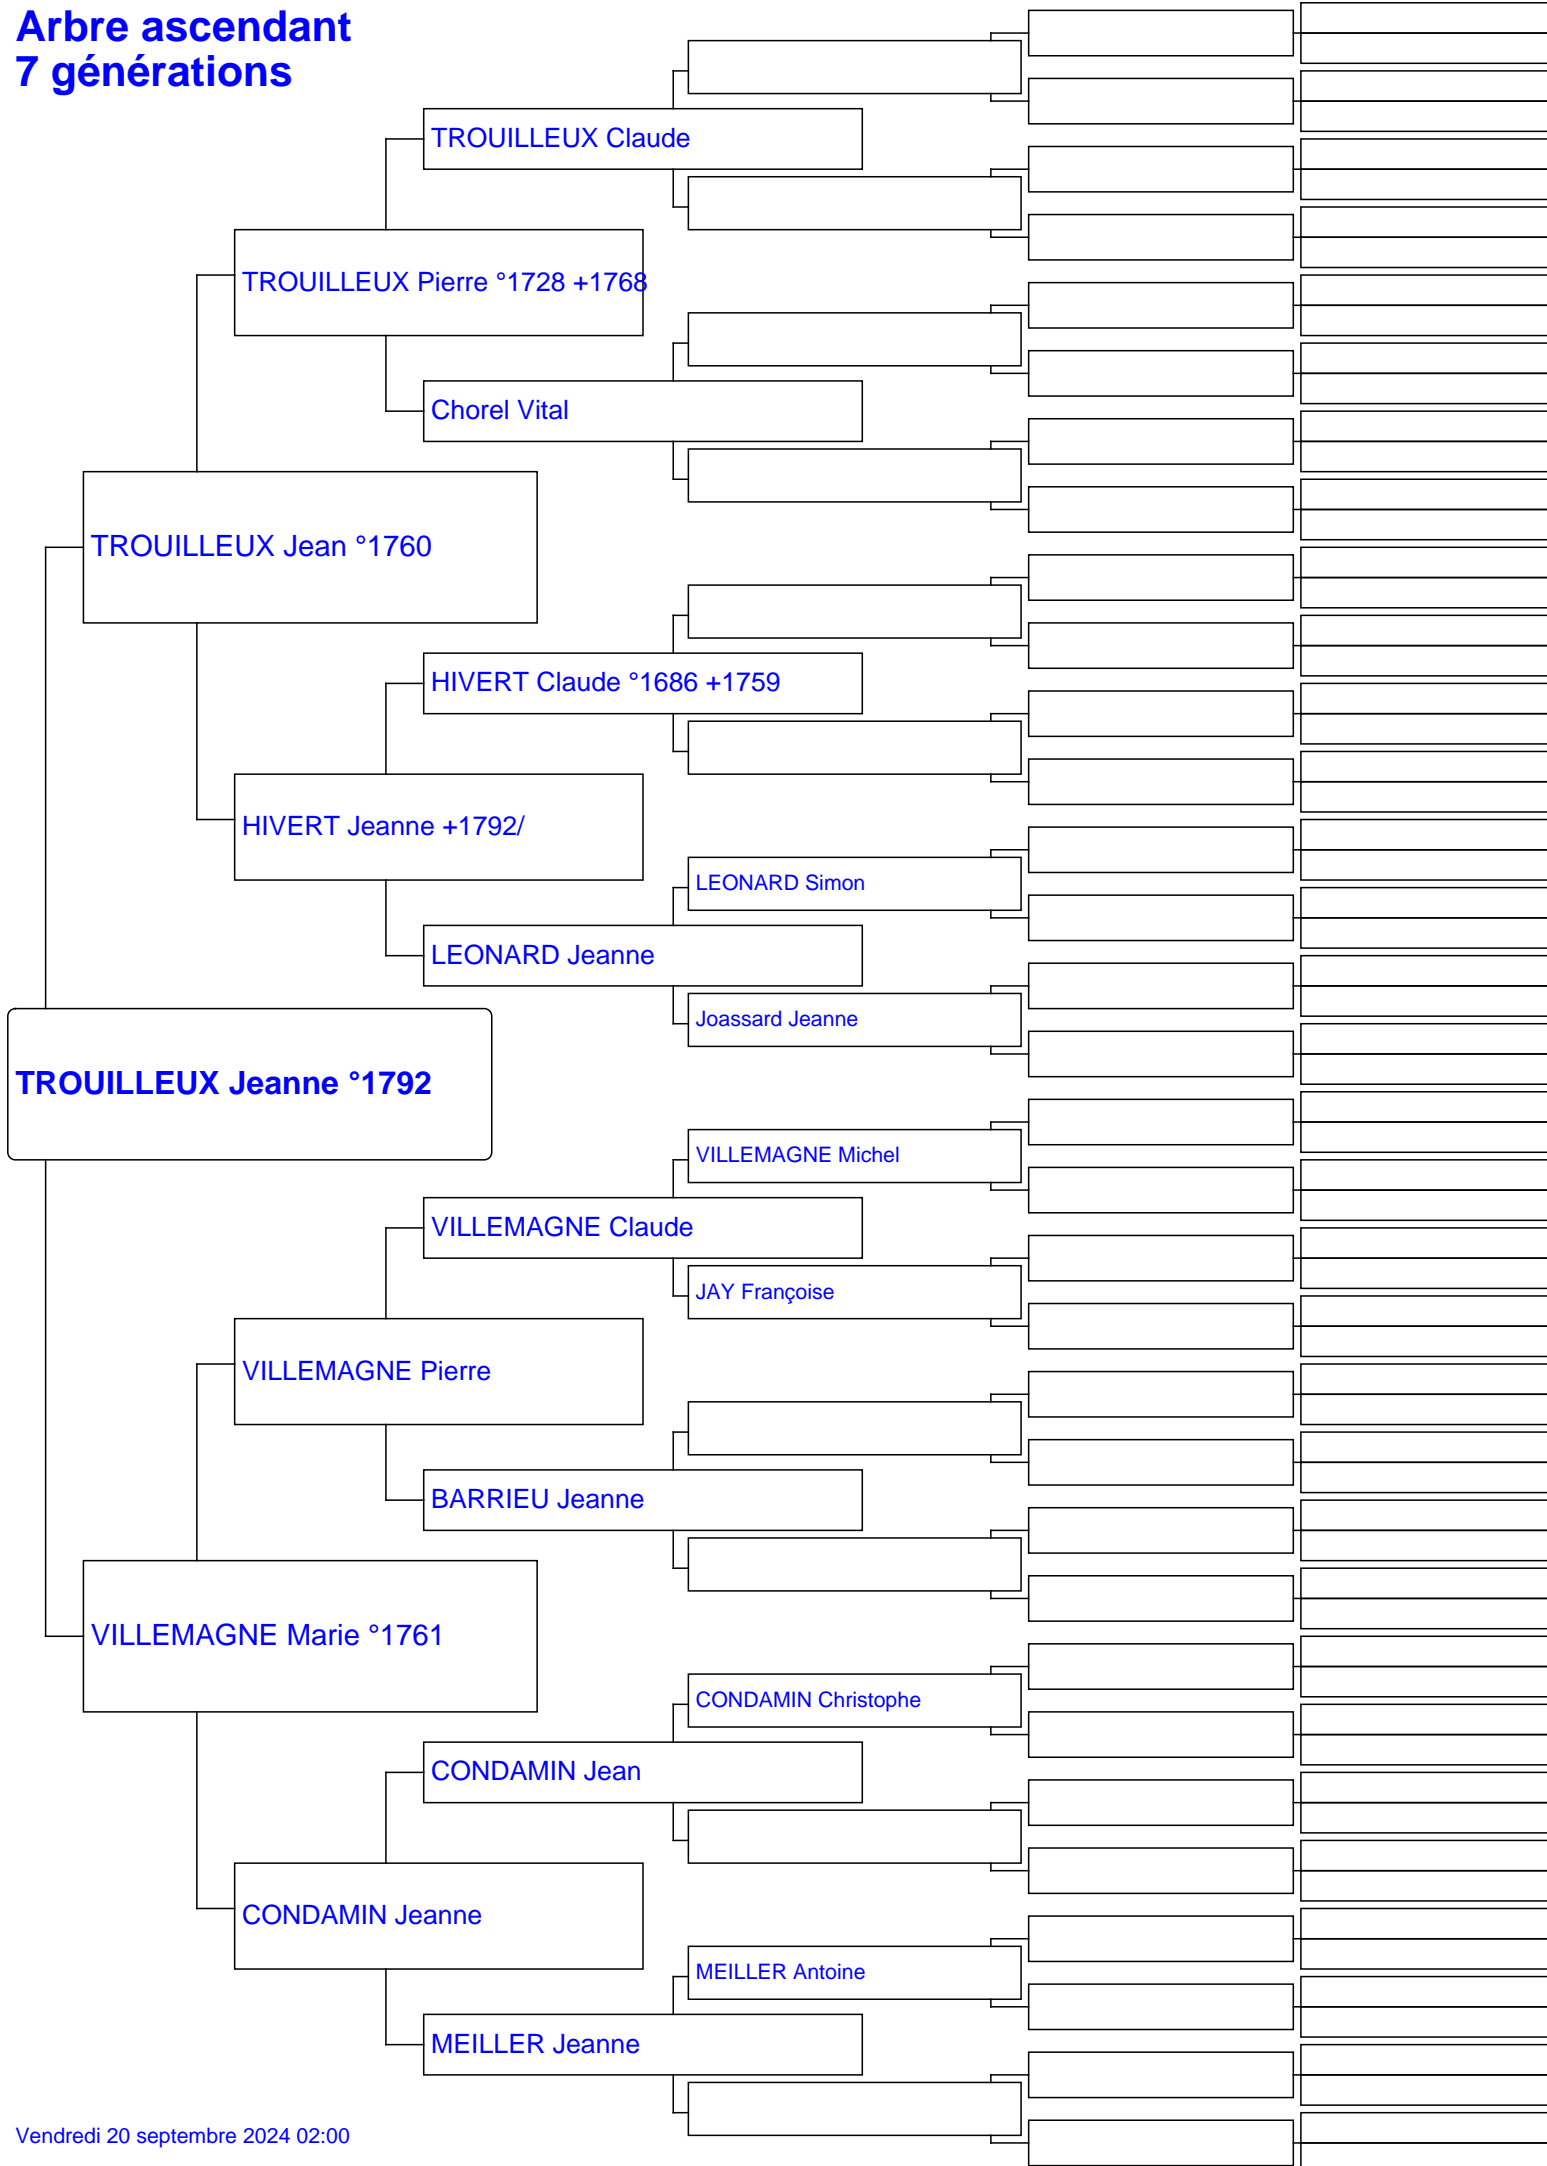 Arbre ascendant
7 générations
TROUILLEUX Claude
TROUILLEUX Pierre °1728 +1768
Chorel Vital
TROUILLEUX Jean °1760
HIVERT Claude °1686 +1759
HIVERT Jeanne +1792/
LEONARD Simon
LEONARD Jeanne
Joassard Jeanne
TROUILLEUX Jeanne °1792
VILLEMAGNE Michel
VILLEMAGNE Claude
JAY Françoise
VILLEMAGNE Pierre
BARRIEU Jeanne
VILLEMAGNE Marie °1761
CONDAMIN Christophe
CONDAMIN Jean
CONDAMIN Jeanne
MEILLER Antoine
MEILLER Jeanne
Vendredi 20 septembre 2024 02:00